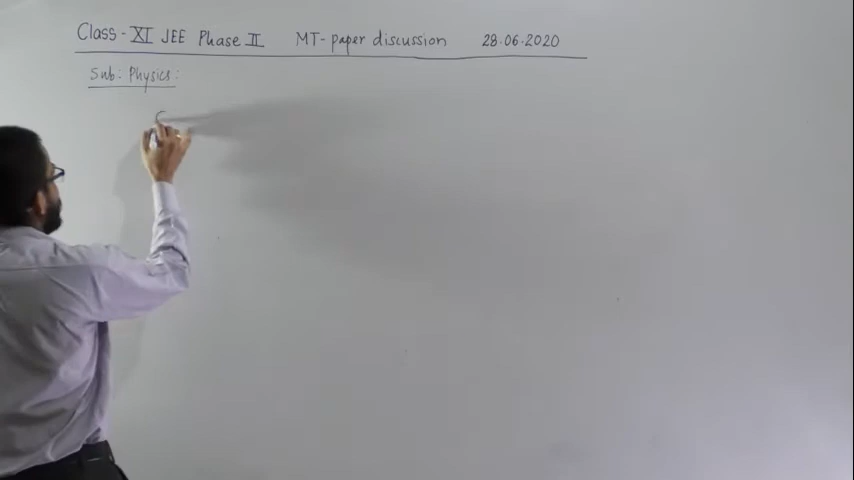 Class - XI JEE Phase II MT- paper discussion 28.06.2020
Sub: Physics: